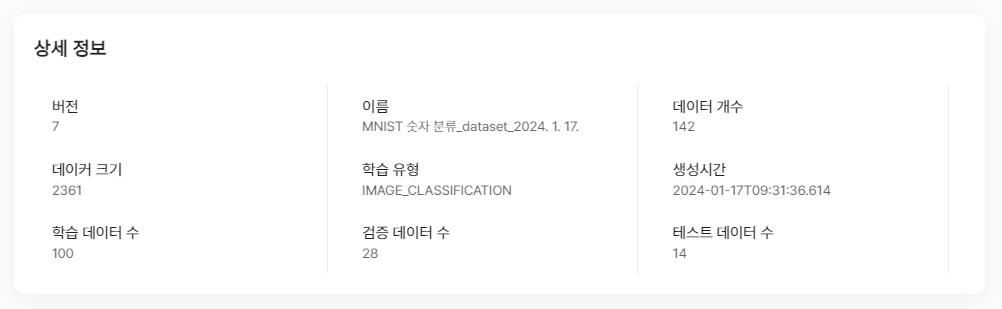 상세 정보
버전
7
이름
MNIST 숫자 분류_dataset_2024. 1. 17.
데이터 개수
142
데이커 크기
2361
학습 유형
IMAGE_CLASSIFICATION
생성시간
2024-01-17T09:31:36.614
학습 데이터 수
100
검증 데이터 수
28
테스트 데이터 수
14